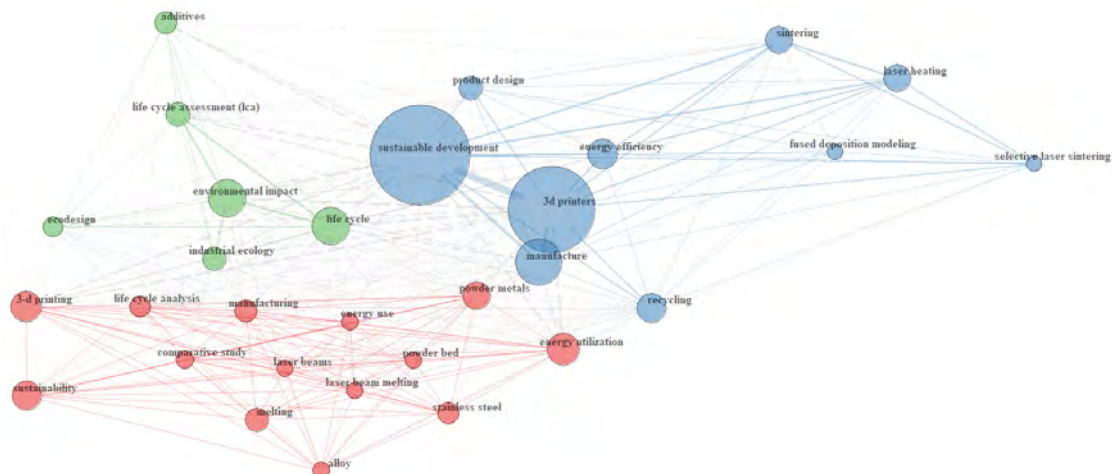 additives
sintering
laser heating
product design
life cycle assessment (lca)
sustainable development
energy efficiency
fused deposition modeling
selective laser sintering
environmental impact
3d printers
ecodesign
life cycle
industrial ecology
manufacture
powder metals
3-d printing
life cycle analysis
manufacturing
recycling
energy use
energy utilization
comparative study
laser beams
powder bed
sustainability
laser beam melting
melting
stainless steel
alloy